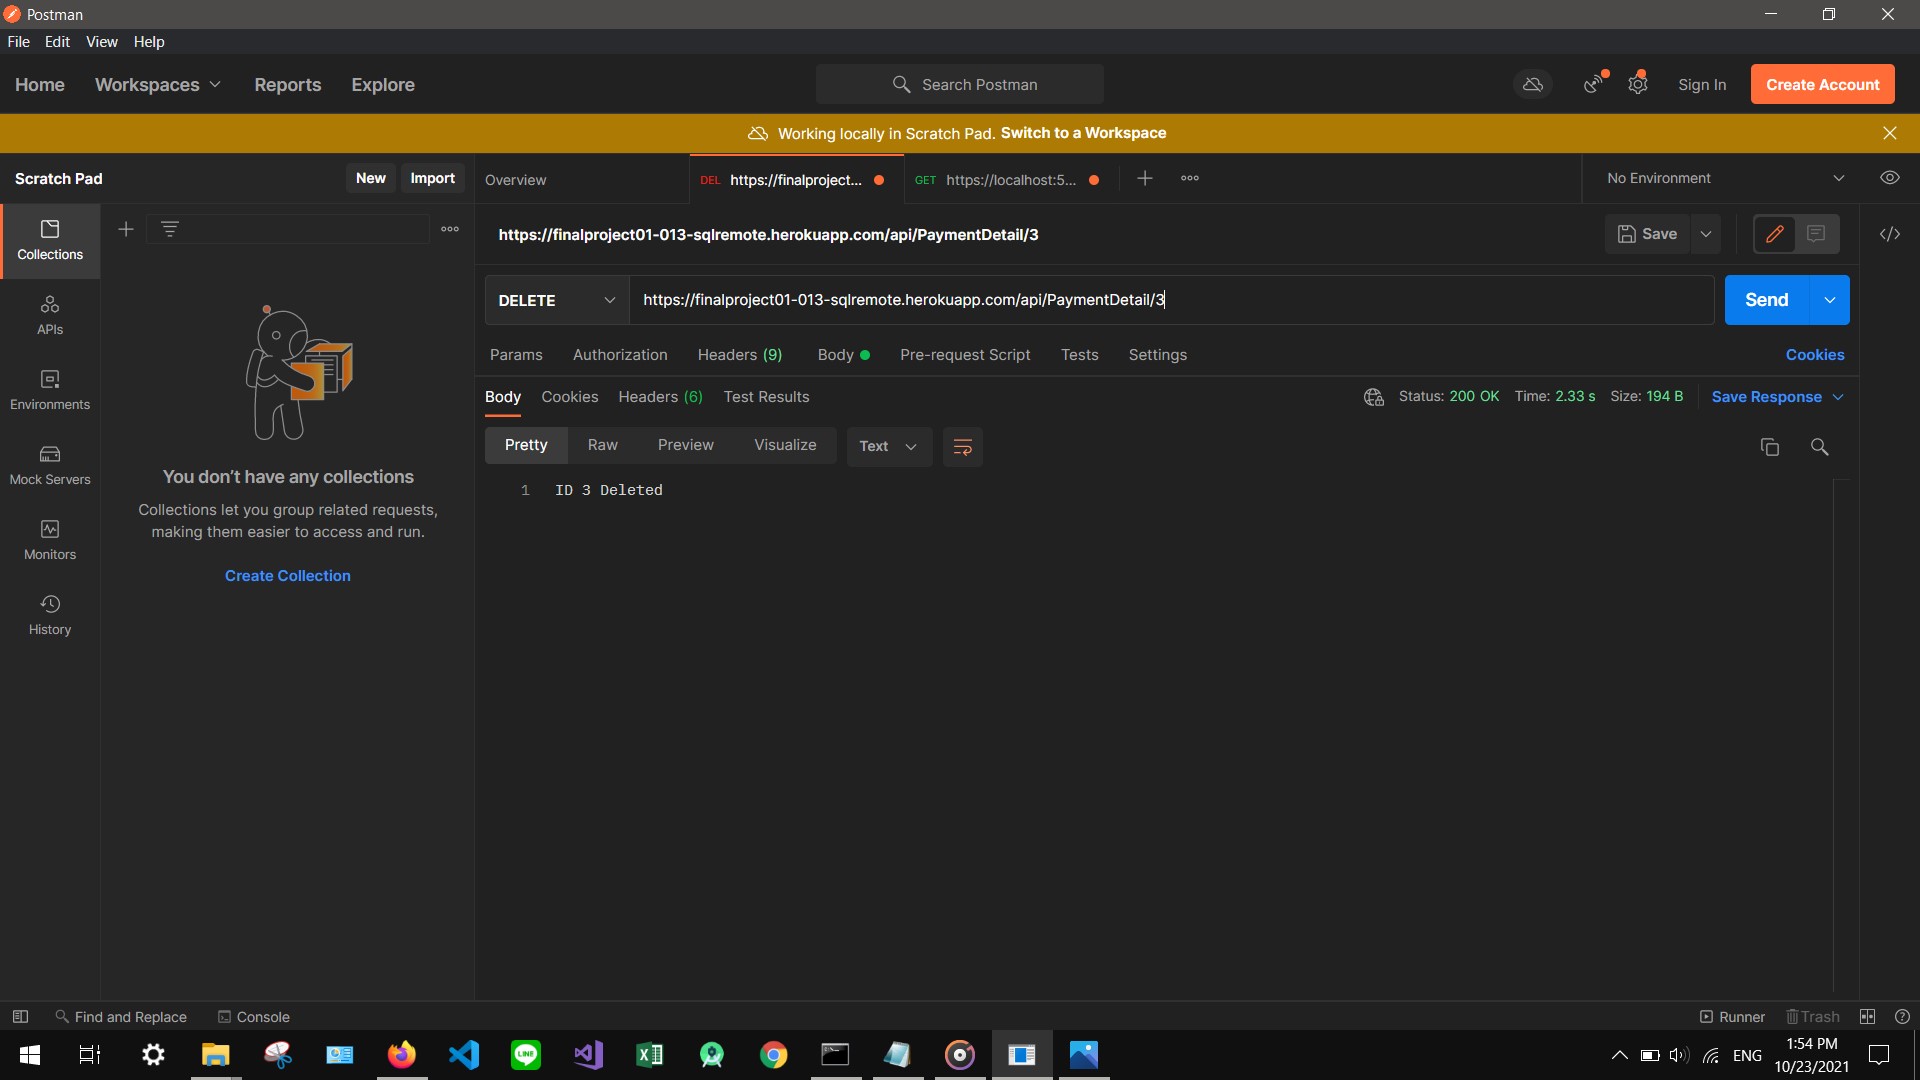 Postman
File Edit View Help
Home Workspaces Reports Explore
Search Postman
Sign In
Create Account
Working locally in Scratch Pad. Switch to a Workspace
Scratch Pad
New
Import
Overview
DEL https://finalproject...
GET https://localhost:5...
No Environment
Collections
APIs
Environments
Mock Servers
Monitors
History
You don't have any collections
Collections let you group related requests,
making them easier to access and run.
Create Collection
https://finalproject01-013-sqlremote.herokuapp.com/api/PaymentDetail/3
Save
DELETE
https://finalproject01-013-sqlremote.herokuapp.com/api/PaymentDetail/3
Send
Params Authorization Headers (9) Body Pre-request Script Tests Settings
Cookies
Body Cookies Headers (6) Test Results
Status: 200 OK Time: 2.33 s Size: 194 B
Save Response
Pretty Raw Preview Visualize
Text
1 ID 3 Deleted
Find and Replace
Console
Runner
Trash
LINE
ENG
1:54 PM
10/23/2021